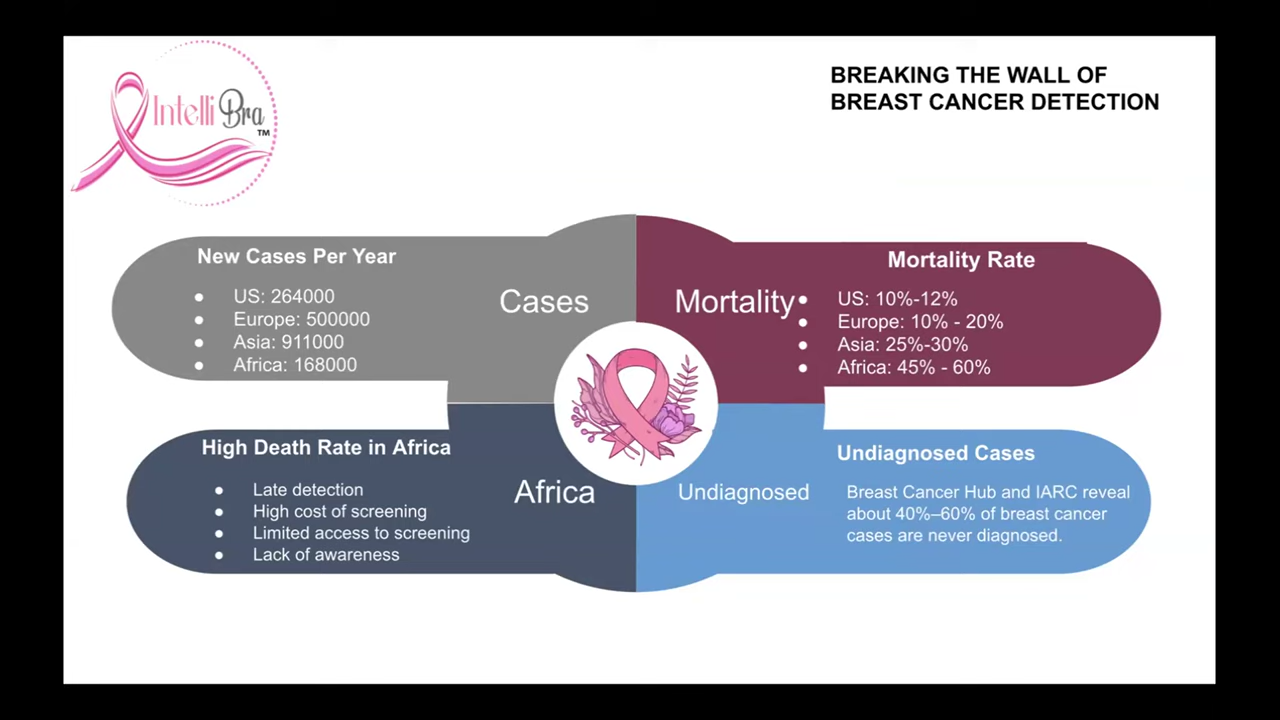 Intelli Bra
TM
BREAKING THE WALL OF
BREAST CANCER DETECTION
New Cases Per Year
● US: 264000
● Europe: 500000
● Asia: 911000
● Africa: 168000
Cases
Mortality
Mortality Rate
● US: 10%-12%
● Europe: 10% - 20%
● Asia: 25%-30%
● Africa: 45% - 60%
High Death Rate in Africa
● Late detection
● High cost of screening
● Limited access to screening
● Lack of awareness
Africa
Undiagnosed
Undiagnosed Cases
Breast Cancer Hub and IARC reveal
about 40%–60% of breast cancer
cases are never diagnosed.